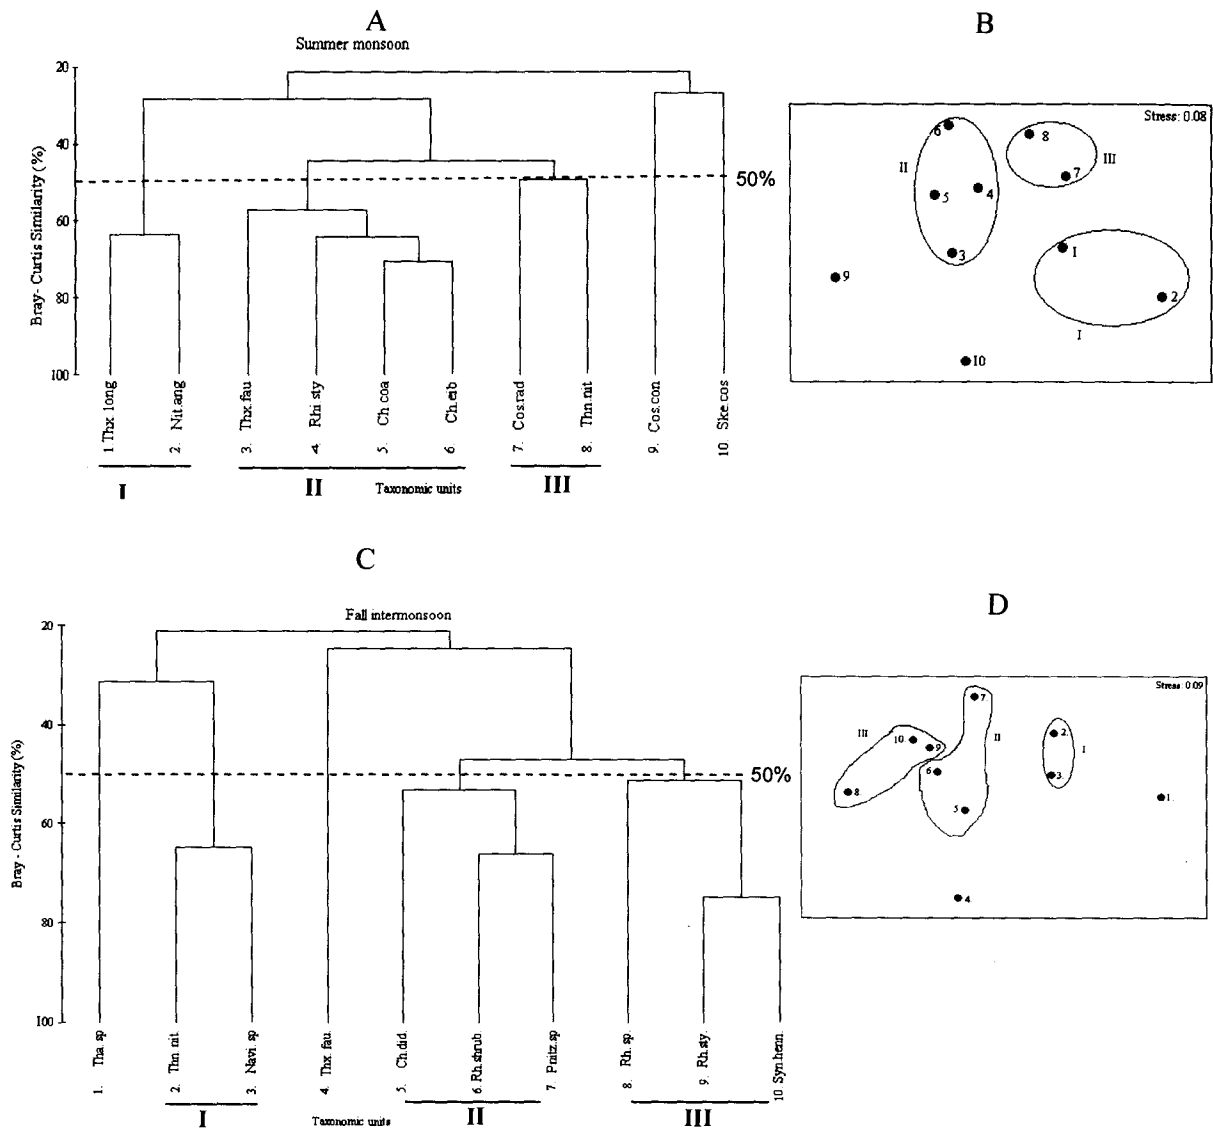 A
Summer monsoon
20
40
60
80
100
Bray- Curtis Similarity (%)
50%
1.Thx.long
2. Nit.ang
3. Thx.fau
4. Rhi sty
5. Ch coa
6. Ch.eib
7. Cos.rad
8. Thn.nit
9. Cos.con
10. Ske.cos
I
II
Taxonomic units
III
B
Stress: 0.08
6
8
II
7
III
5
4
3
I
9
2
I
10
C
Fall intermonsoon
20
40
60
80
100
Bray - Curtis Similarity (%)
50%
1. Tha. sp
2. Thn. nit
3. Navi. sp
4. Thx. fau.
5. Ch.did.
6. Rh.shrub.
7. Pnitz.sp
8. Rh. sp.
9. Rh.sty.
10 Syn.henn.
I
Taxonomic units
II
III
D
Stress: 0.09
7
III
10
9
II
2.
I
6
3.
8
1.
5
4